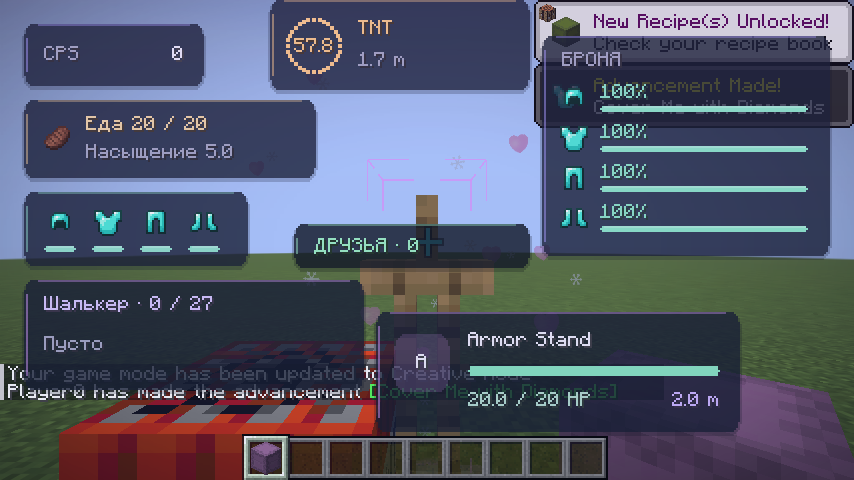 CPS 0
57.8
TNT
1.7 m
New Recipe(s) Unlocked!
Check your recipe book
БРОНЯ
Advancement Made!
Cover Me with Diamonds
100%
100%
100%
100%
Еда 20 / 20
Насыщение 5.0
ДРУЗЬЯ · 0
Шалькер · 0 / 27
Пусто
A
Armor Stand
20.0 / 20 HP 2.0 m
Your game mode has been updated to Creative Mode
Player0 has made the advancement [Cover Me with Diamonds]